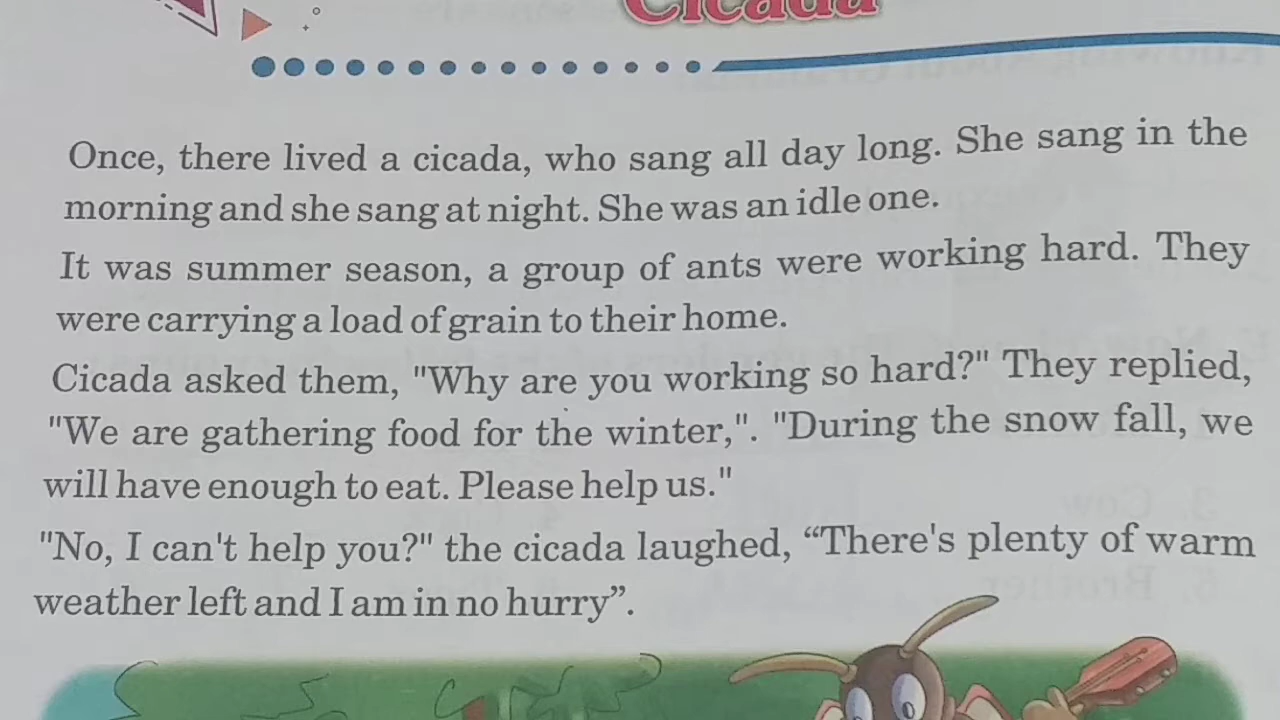 Cicada
Once, there lived a cicada, who sang all day long. She sang in the
morning and she sang at night. She was an idle one.
It was summer season, a group of ants were working hard. They
were carrying a load of grain to their home.
Cicada asked them, "Why are you working so hard?" They replied,
"We are gathering food for the winter,". "During the snow fall, we
will have enough to eat. Please help us."
"No, I can't help you?" the cicada laughed, “There's plenty of warm
weather left and I am in no hurry”.